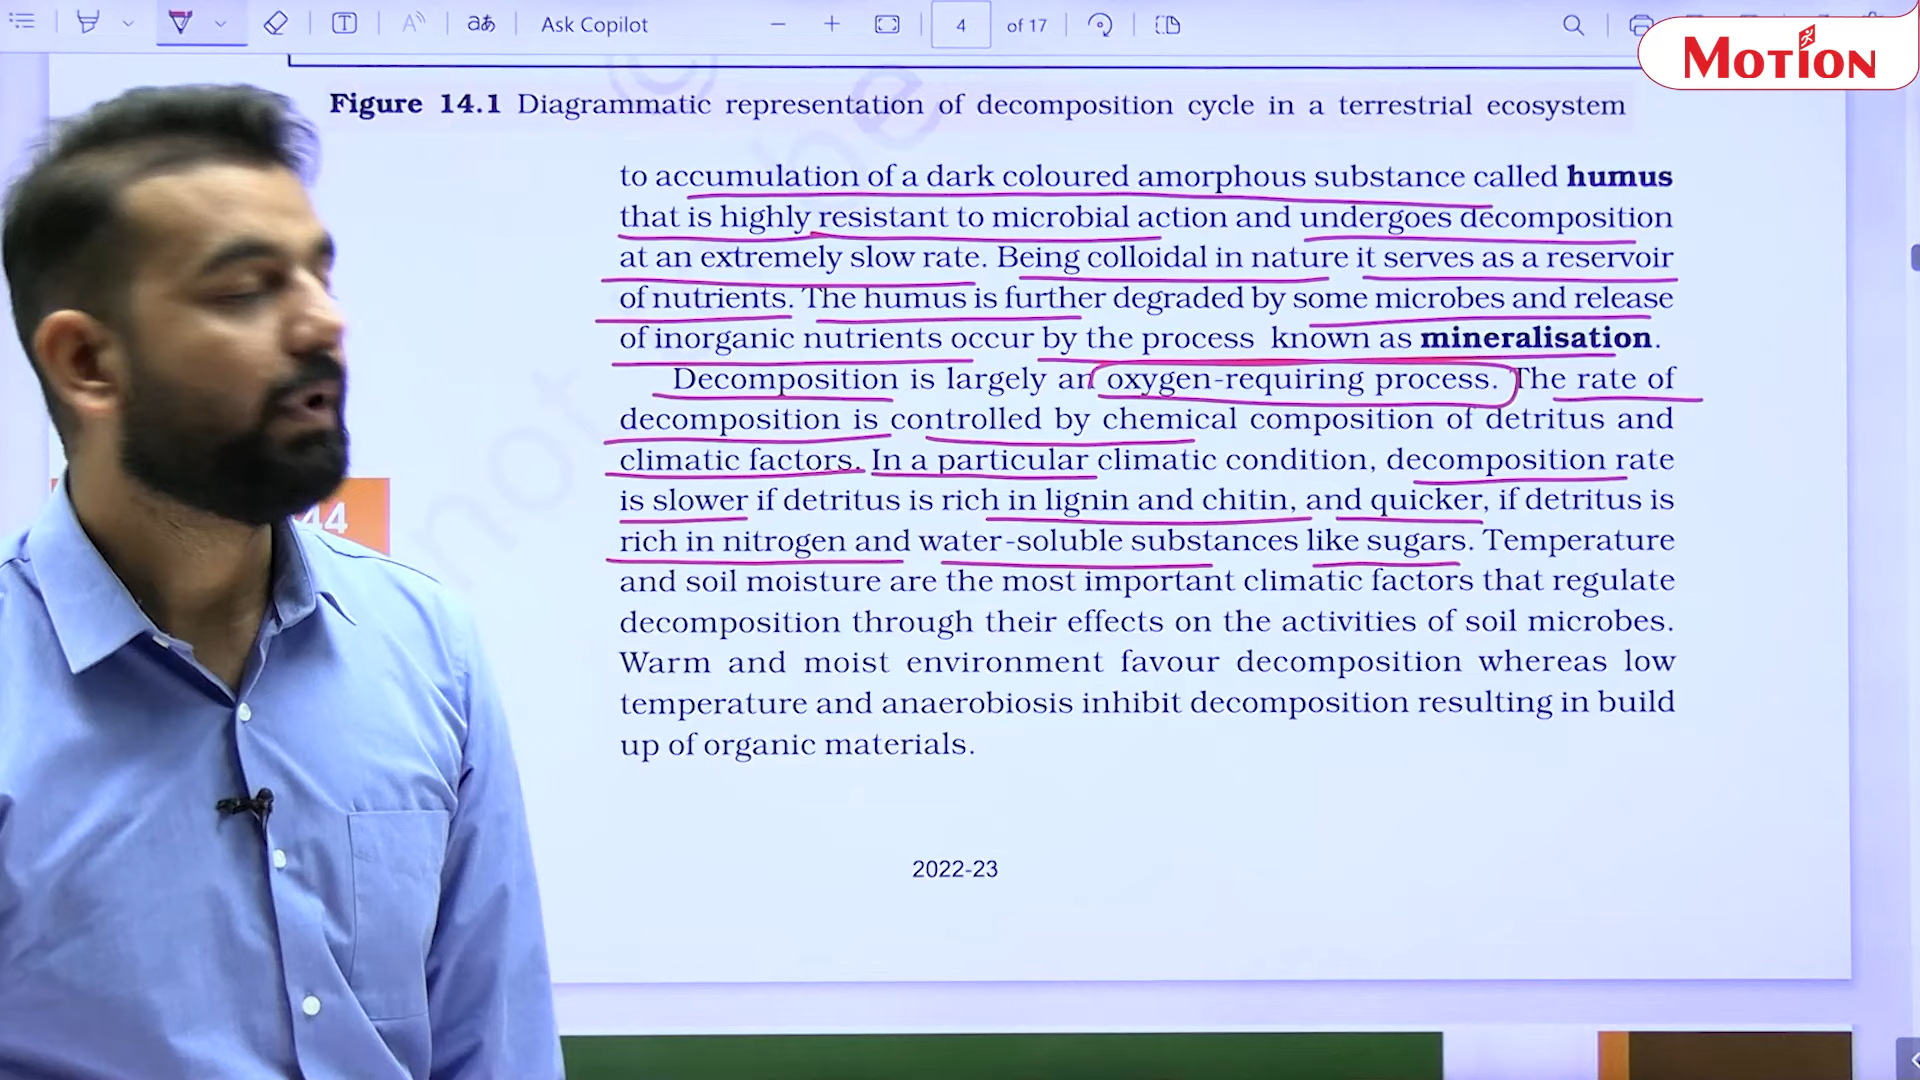 Ask Copilot
4
of 17
MOTION
Figure 14.1 Diagrammatic representation of decomposition cycle in a terrestrial ecosystem
to accumulation of a dark coloured amorphous substance called humus
that is highly resistant to microbial action and undergoes decomposition
at an extremely slow rate. Being colloidal in nature it serves as a reservoir
of nutrients. The humus is further degraded by some microbes and release
of inorganic nutrients occur by the process known as mineralisation.
Decomposition is largely an oxygen-requiring process. The rate of
decomposition is controlled by chemical composition of detritus and
climatic factors. In a particular climatic condition, decomposition rate
is slower if detritus is rich in lignin and chitin, and quicker, if detritus is
rich in nitrogen and water-soluble substances like sugars. Temperature
and soil moisture are the most important climatic factors that regulate
decomposition through their effects on the activities of soil microbes.
Warm and moist environment favour decomposition whereas low
temperature and anaerobiosis inhibit decomposition resulting in build
up of organic materials.
44
not
be
2022-23